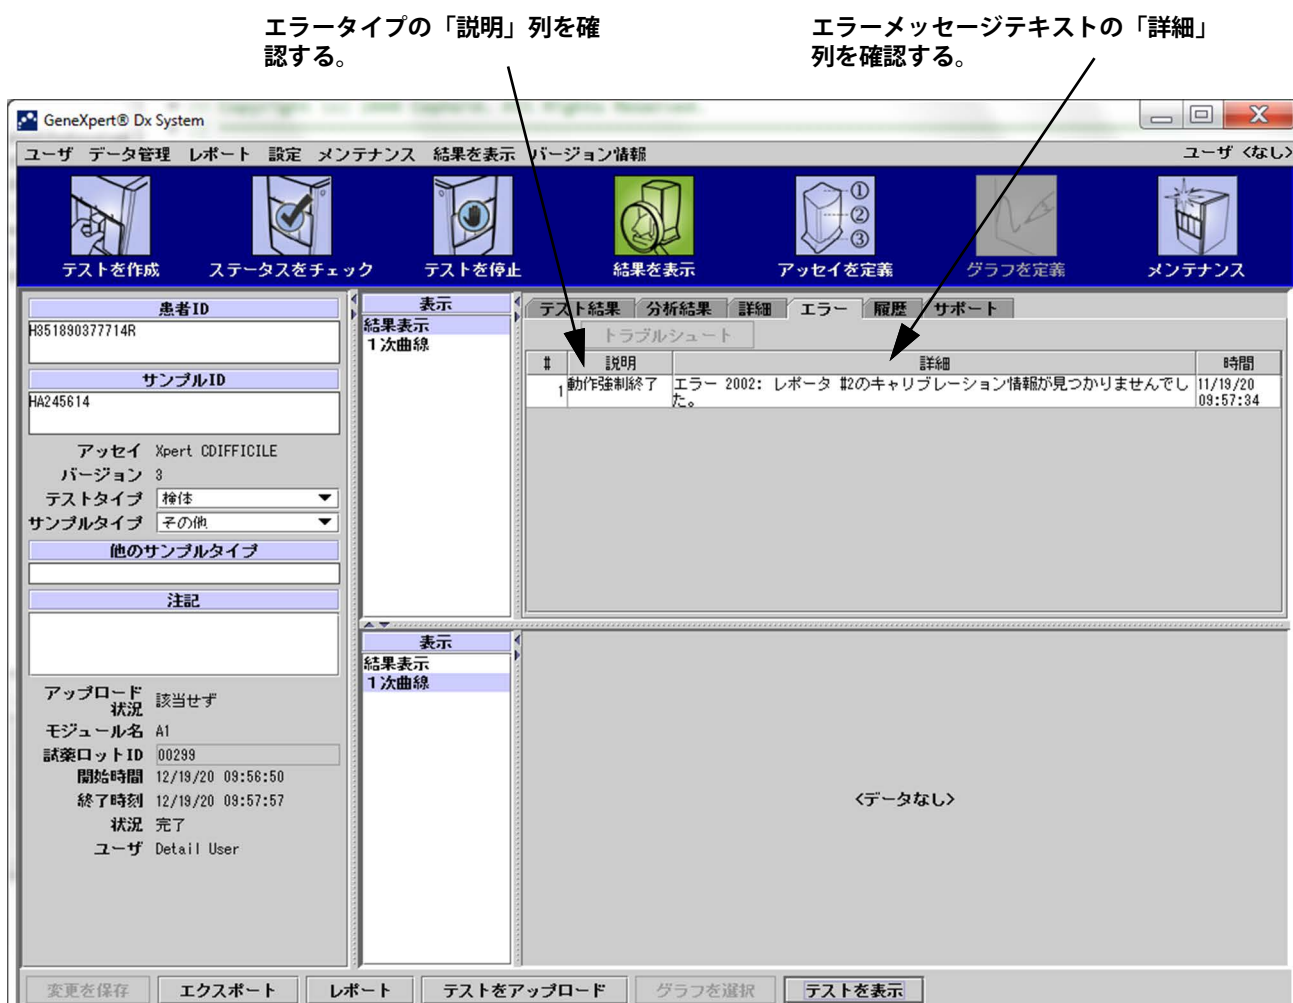 エラータイプの「説明」列を確
認する。
エラーメッセージテキストの「詳細」
列を確認する。
GeneXpert® Dx System
ユーザ データ管理 レポート 設定 メンテナンス 結果を表示 バージョン情報 ユーザ <なし>
テストを作成 ステータスをチェック テストを停止 結果を表示 アッセイを定義 グラフを定義 メンテナンス
① ② ③
患者ID
H351890377714R
サンプルID
HA245614
アッセイ Xpert CDIFFICILE
バージョン 3
テストタイプ 検体
サンプルタイプ その他
他のサンプルタイプ
注記
アップロード
状況 該当せず
モジュール名 A1
試薬ロットID 00299
開始時間 12/19/20 09:56:50
終了時刻 12/19/20 09:57:57
状況 完了
ユーザ Detail User
表示
結果表示
1次曲線
テスト結果 分析結果 詳細 エラー 履歴 サポート
トラブルシュート
# 説明 詳細 時間
1 動作強制終了 エラー 2002: レポータ #2のキャリブレーション情報が見つかりませんでし 11/19/20
た。 09:57:34
表示
結果表示
1次曲線
<データなし>
変更を保存 エクスポート レポート テストをアップロード グラフを選択 テストを表示